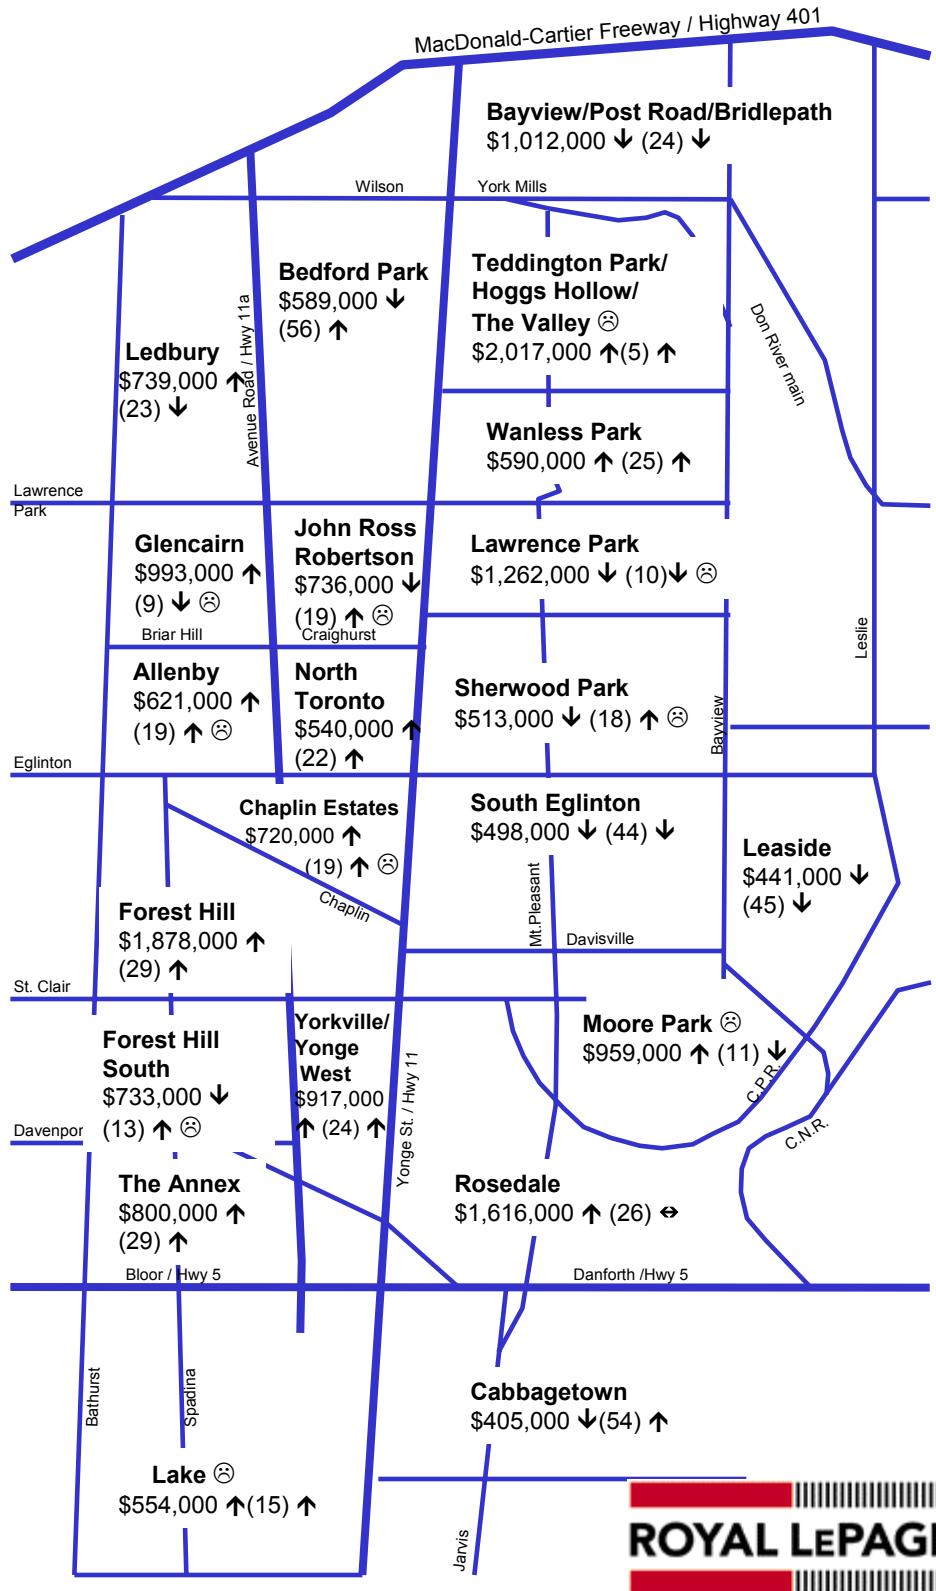 MacDonald-Cartier Freeway / Highway 401
Bayview/Post Road/Bridlepath
$1,012,000 ↓ (24) ↓
Wilson
York Mills
Bedford Park
$589,000 ↓
(56) ↑
Teddington Park/
Hoggs Hollow/
The Valley ☹
$2,017,000 ↑(5) ↑
Avenue Road / Hwy 11a
Don River main
Ledbury
$739,000 ↑
(23) ↓
Wanless Park
$590,000 ↑ (25) ↑
Lawrence
Park
Glencairn
$993,000 ↑
(9) ↓ ☹
John Ross
Robertson
$736,000 ↓
(19) ↑ ☹
Lawrence Park
$1,262,000 ↓ (10)↓ ☹
Briar Hill
Craighurst
Leslie
Allenby
$621,000 ↑
(19) ↑ ☹
North
Toronto
$540,000 ↑
(22) ↑
Sherwood Park
$513,000 ↓ (18) ↑ ☹
Bayview
Eglinton
Chaplin Estates
$720,000 ↑
(19) ↑ ☹
South Eglinton
$498,000 ↓ (44) ↓
Leaside
$441,000 ↓
(45) ↓
Chaplin
Mt.Pleasant
Forest Hill
$1,878,000 ↑
(29) ↑
Davisville
St. Clair
Forest Hill
South
$733,000 ↓
(13) ↑ ☹
Yorkville/
Yonge
West
$917,000
↑ (24) ↑
Yonge St. / Hwy 11
Moore Park ☹
$959,000 ↑ (11) ↓
C.P.R.
C.N.R.
Davenpor
The Annex
$800,000 ↑
(29) ↑
Rosedale
$1,616,000 ↑ (26) ↔
Bloor / Hwy 5
Danforth /Hwy 5
Bathurst
Spadina
Cabbagetown
$405,000 ↓(54) ↑
Lake ☹
$554,000 ↑(15) ↑
Jarvis
ROYAL LEPAGE